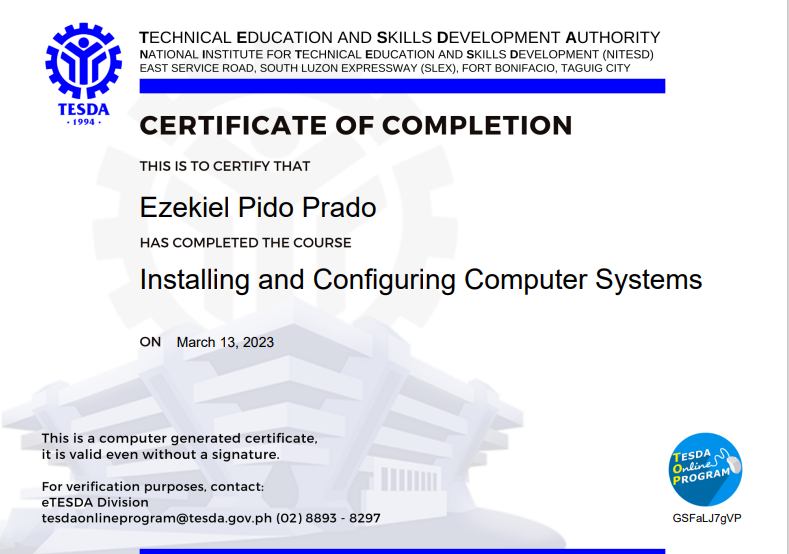 TECHNICAL EDUCATION AND SKILLS DEVELOPMENT AUTHORITY
NATIONAL INSTITUTE FOR TECHNICAL EDUCATION AND SKILLS DEVELOPMENT (NITESD)
EAST SERVICE ROAD, SOUTH LUZON EXPRESSWAY (SLEX), FORT BONIFACIO, TAGUIG CITY
TESDA
· 1994 ·
CERTIFICATE OF COMPLETION
THIS IS TO CERTIFY THAT
Ezekiel Pido Prado
HAS COMPLETED THE COURSE
Installing and Configuring Computer Systems
ON March 13, 2023
This is a computer generated certificate,
it is valid even without a signature.
For verification purposes, contact:
eTESDA Division
tesdaonlineprogram@tesda.gov.ph (02) 8893 - 8297
TESDA
Online
PROGRAM
GSFaLJ7gVP